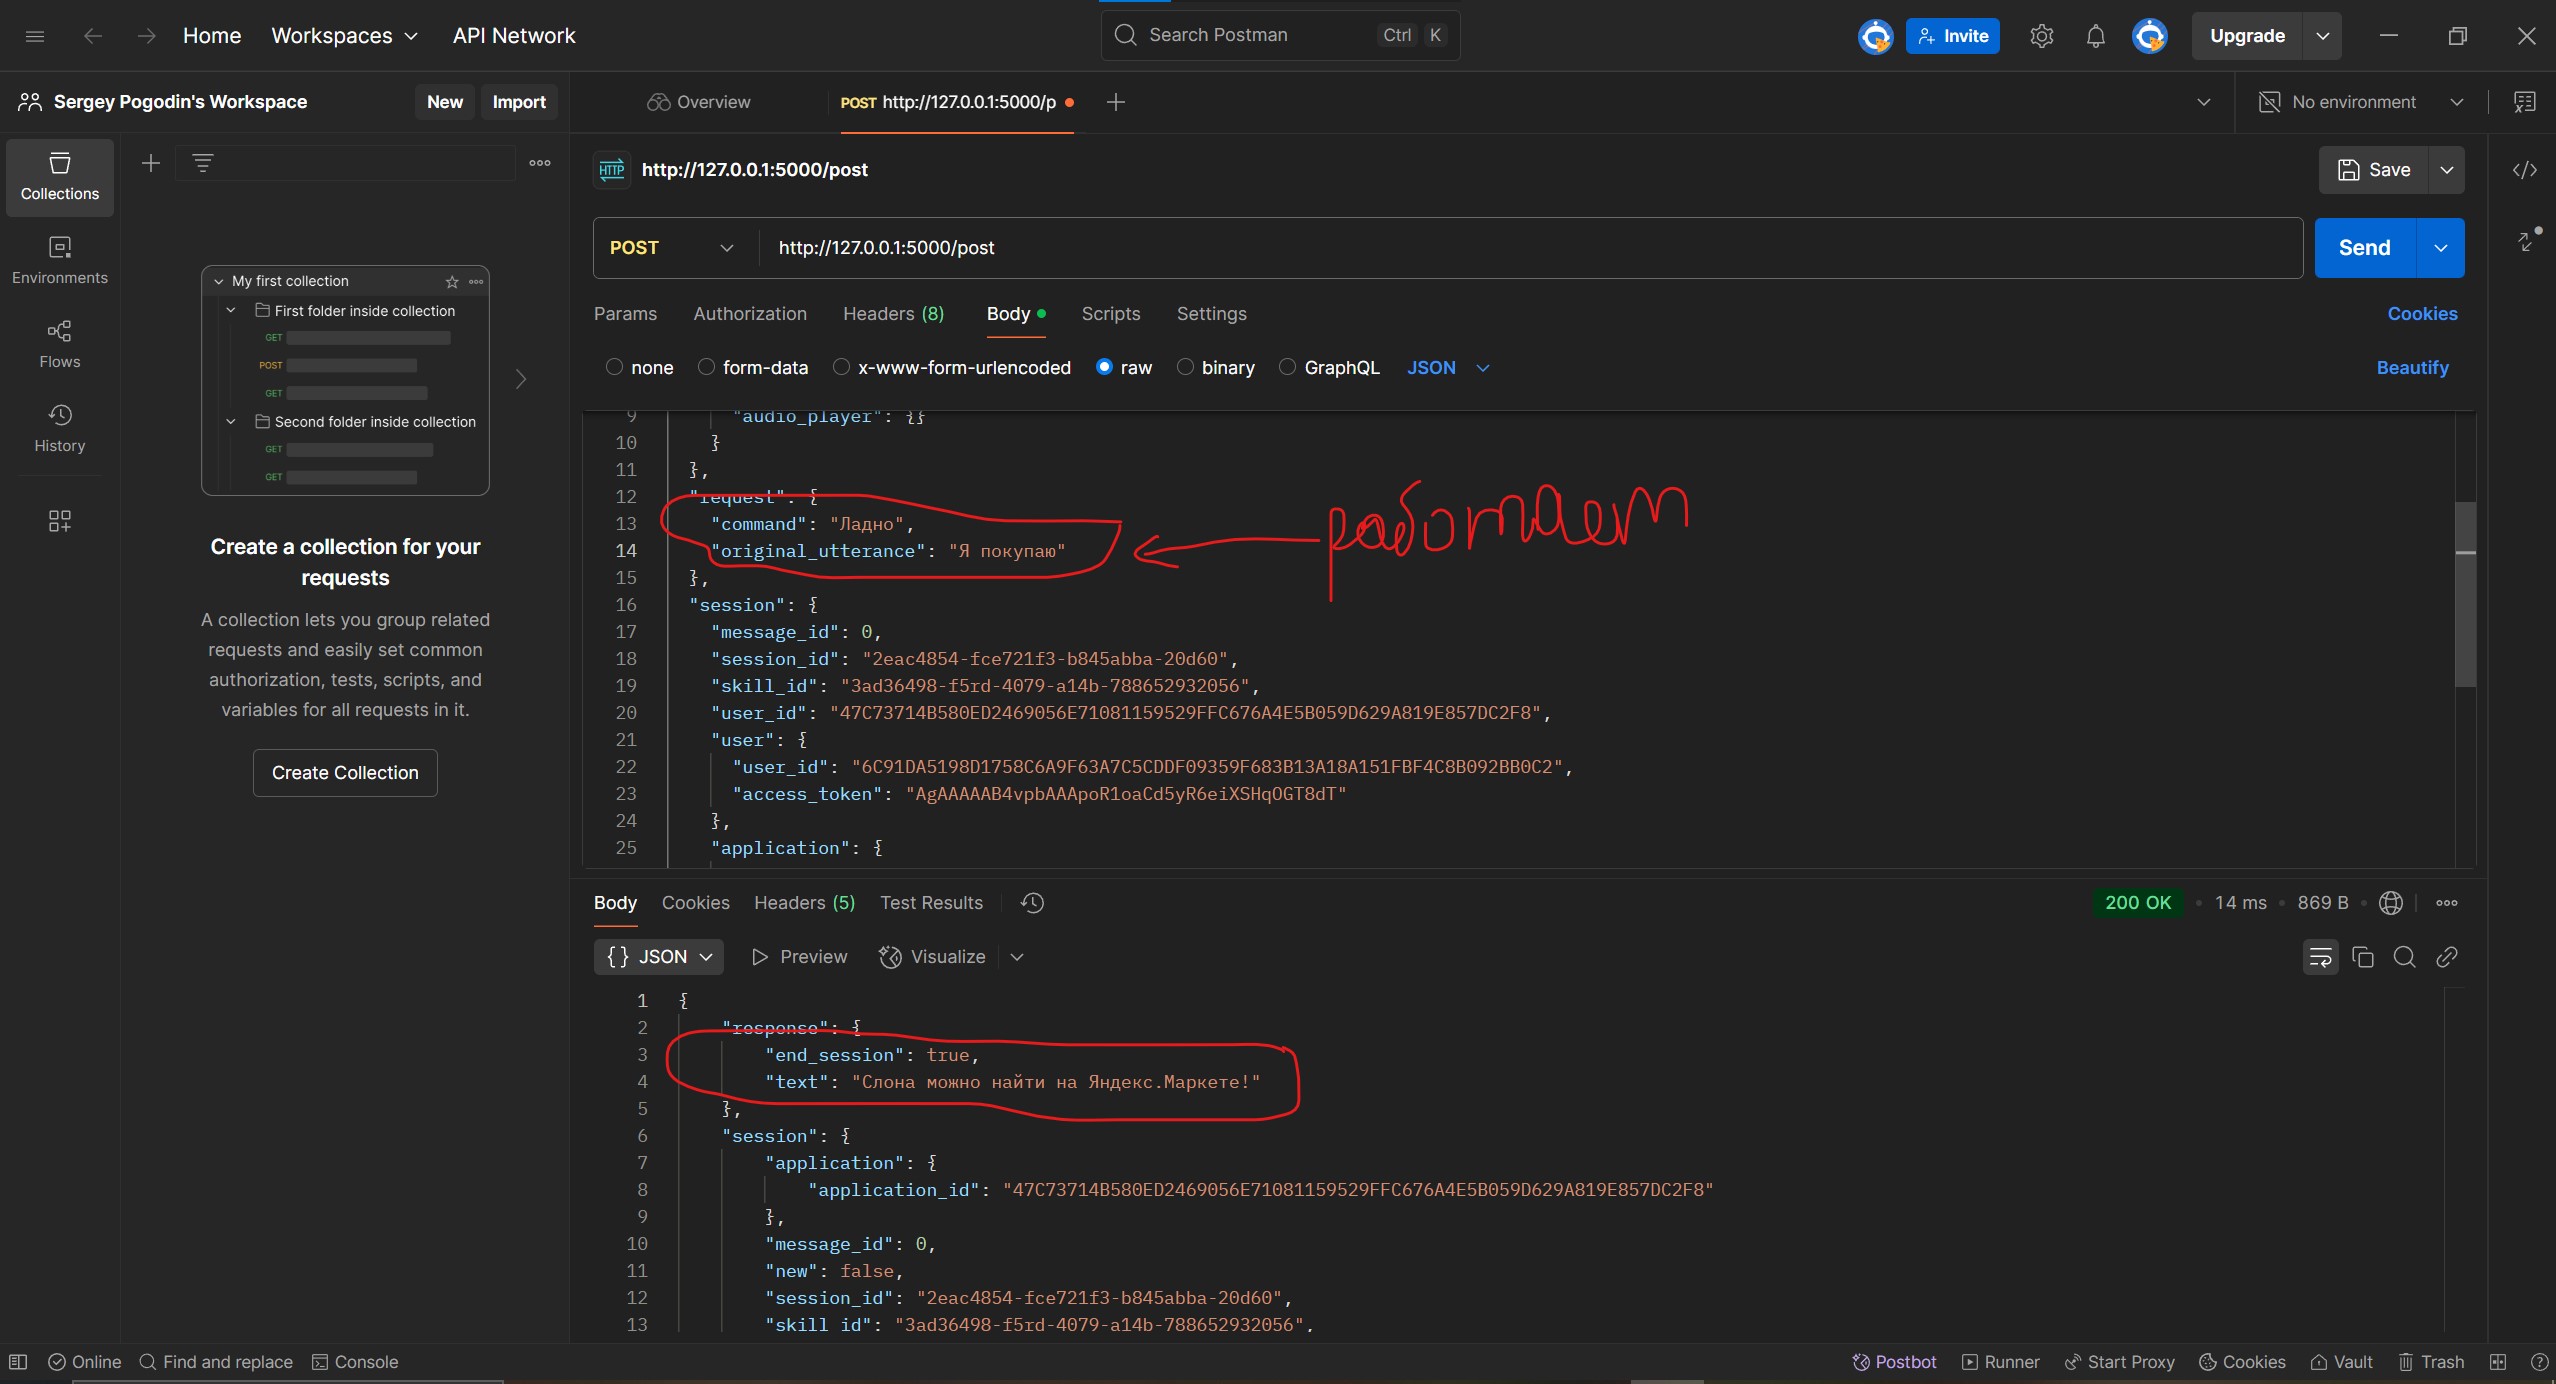 Home Workspaces API Network
Search Postman Ctrl K
Invite
Upgrade
Sergey Pogodin's Workspace New Import
Overview POST http://127.0.0.1:5000/p
No environment
Collections
Environments
Flows
History
My first collection
First folder inside collection
GET
POST
GET
Second folder inside collection
GET
GET
Create a collection for your
requests
A collection lets you group related
requests and easily set common
authorization, tests, scripts, and
variables for all requests in it.
Create Collection
HTTP http://127.0.0.1:5000/post
Save
POST http://127.0.0.1:5000/post Send
Params Authorization Headers (8) Body Scripts Settings Cookies
none form-data x-www-form-urlencoded raw binary GraphQL JSON Beautify
9 "audio_player": {}
10 }
11 },
12 "request": {
13 "command": "Ладно",
14 "original_utterance": "Я покупаю"
работает
15 },
16 "session": {
17 "message_id": 0,
18 "session_id": "2eac4854-fce721f3-b845abba-20d60",
19 "skill_id": "3ad36498-f5rd-4079-a14b-788652932056",
20 "user_id": "47C73714B580ED2469056E71081159529FFC676A4E5B059D629A819E857DC2F8",
21 "user": {
22 "user_id": "6C91DA5198D1758C6A9F63A7C5CDDF09359F683B13A18A151FBF4C8B092BB0C2",
23 "access_token": "AgAAAAAB4vpbAAApoR1oaCd5yR6eiXSHqOGT8dT"
24 },
25 "application": {
Body Cookies Headers (5) Test Results 200 OK 14 ms 869 B
{} JSON Preview Visualize
1 {
2 "response": {
3 "end_session": true,
4 "text": "Слона можно найти на Яндекс.Маркете!"
5 },
6 "session": {
7 "application": {
8 "application_id": "47C73714B580ED2469056E71081159529FFC676A4E5B059D629A819E857DC2F8"
9 },
10 "message_id": 0,
11 "new": false,
12 "session_id": "2eac4854-fce721f3-b845abba-20d60",
13 "skill_id": "3ad36498-f5rd-4079-a14b-788652932056",
Online Find and replace Console Postbot Runner Start Proxy Cookies Vault Trash